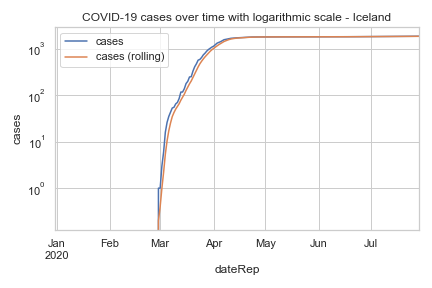 COVID-19 cases over time with logarithmic scale - Iceland
cases
cases (rolling)
10³
10²
10¹
10⁰
cases
Jan Feb Mar Apr May Jun Jul
2020
dateRep